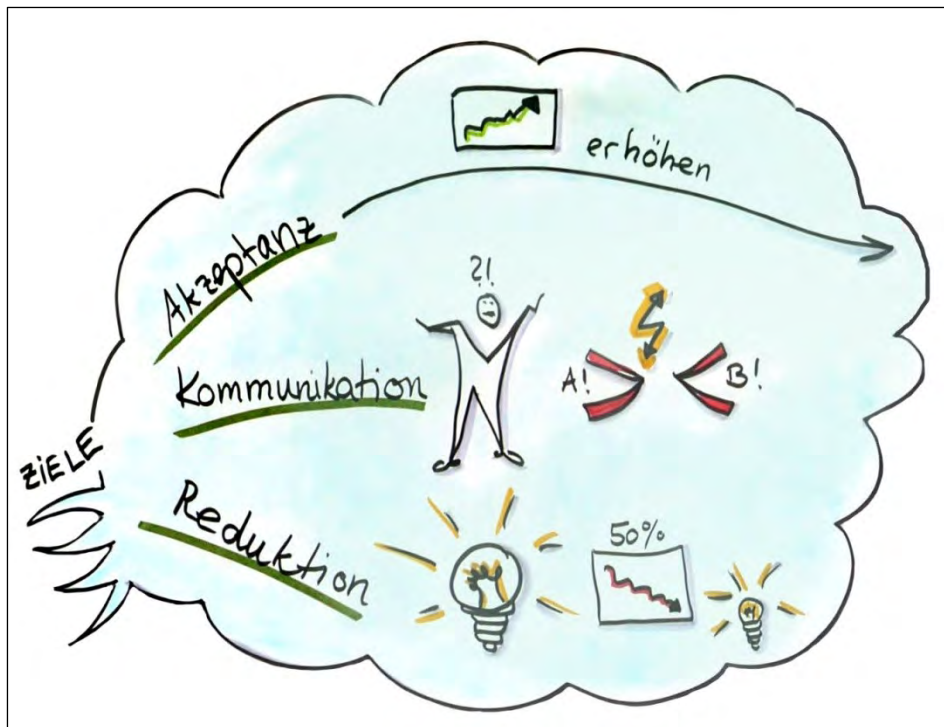 erhöhen
Akzeptanz
?!
Kommunikation
A!
B!
ZiELE
Reduktion
50%